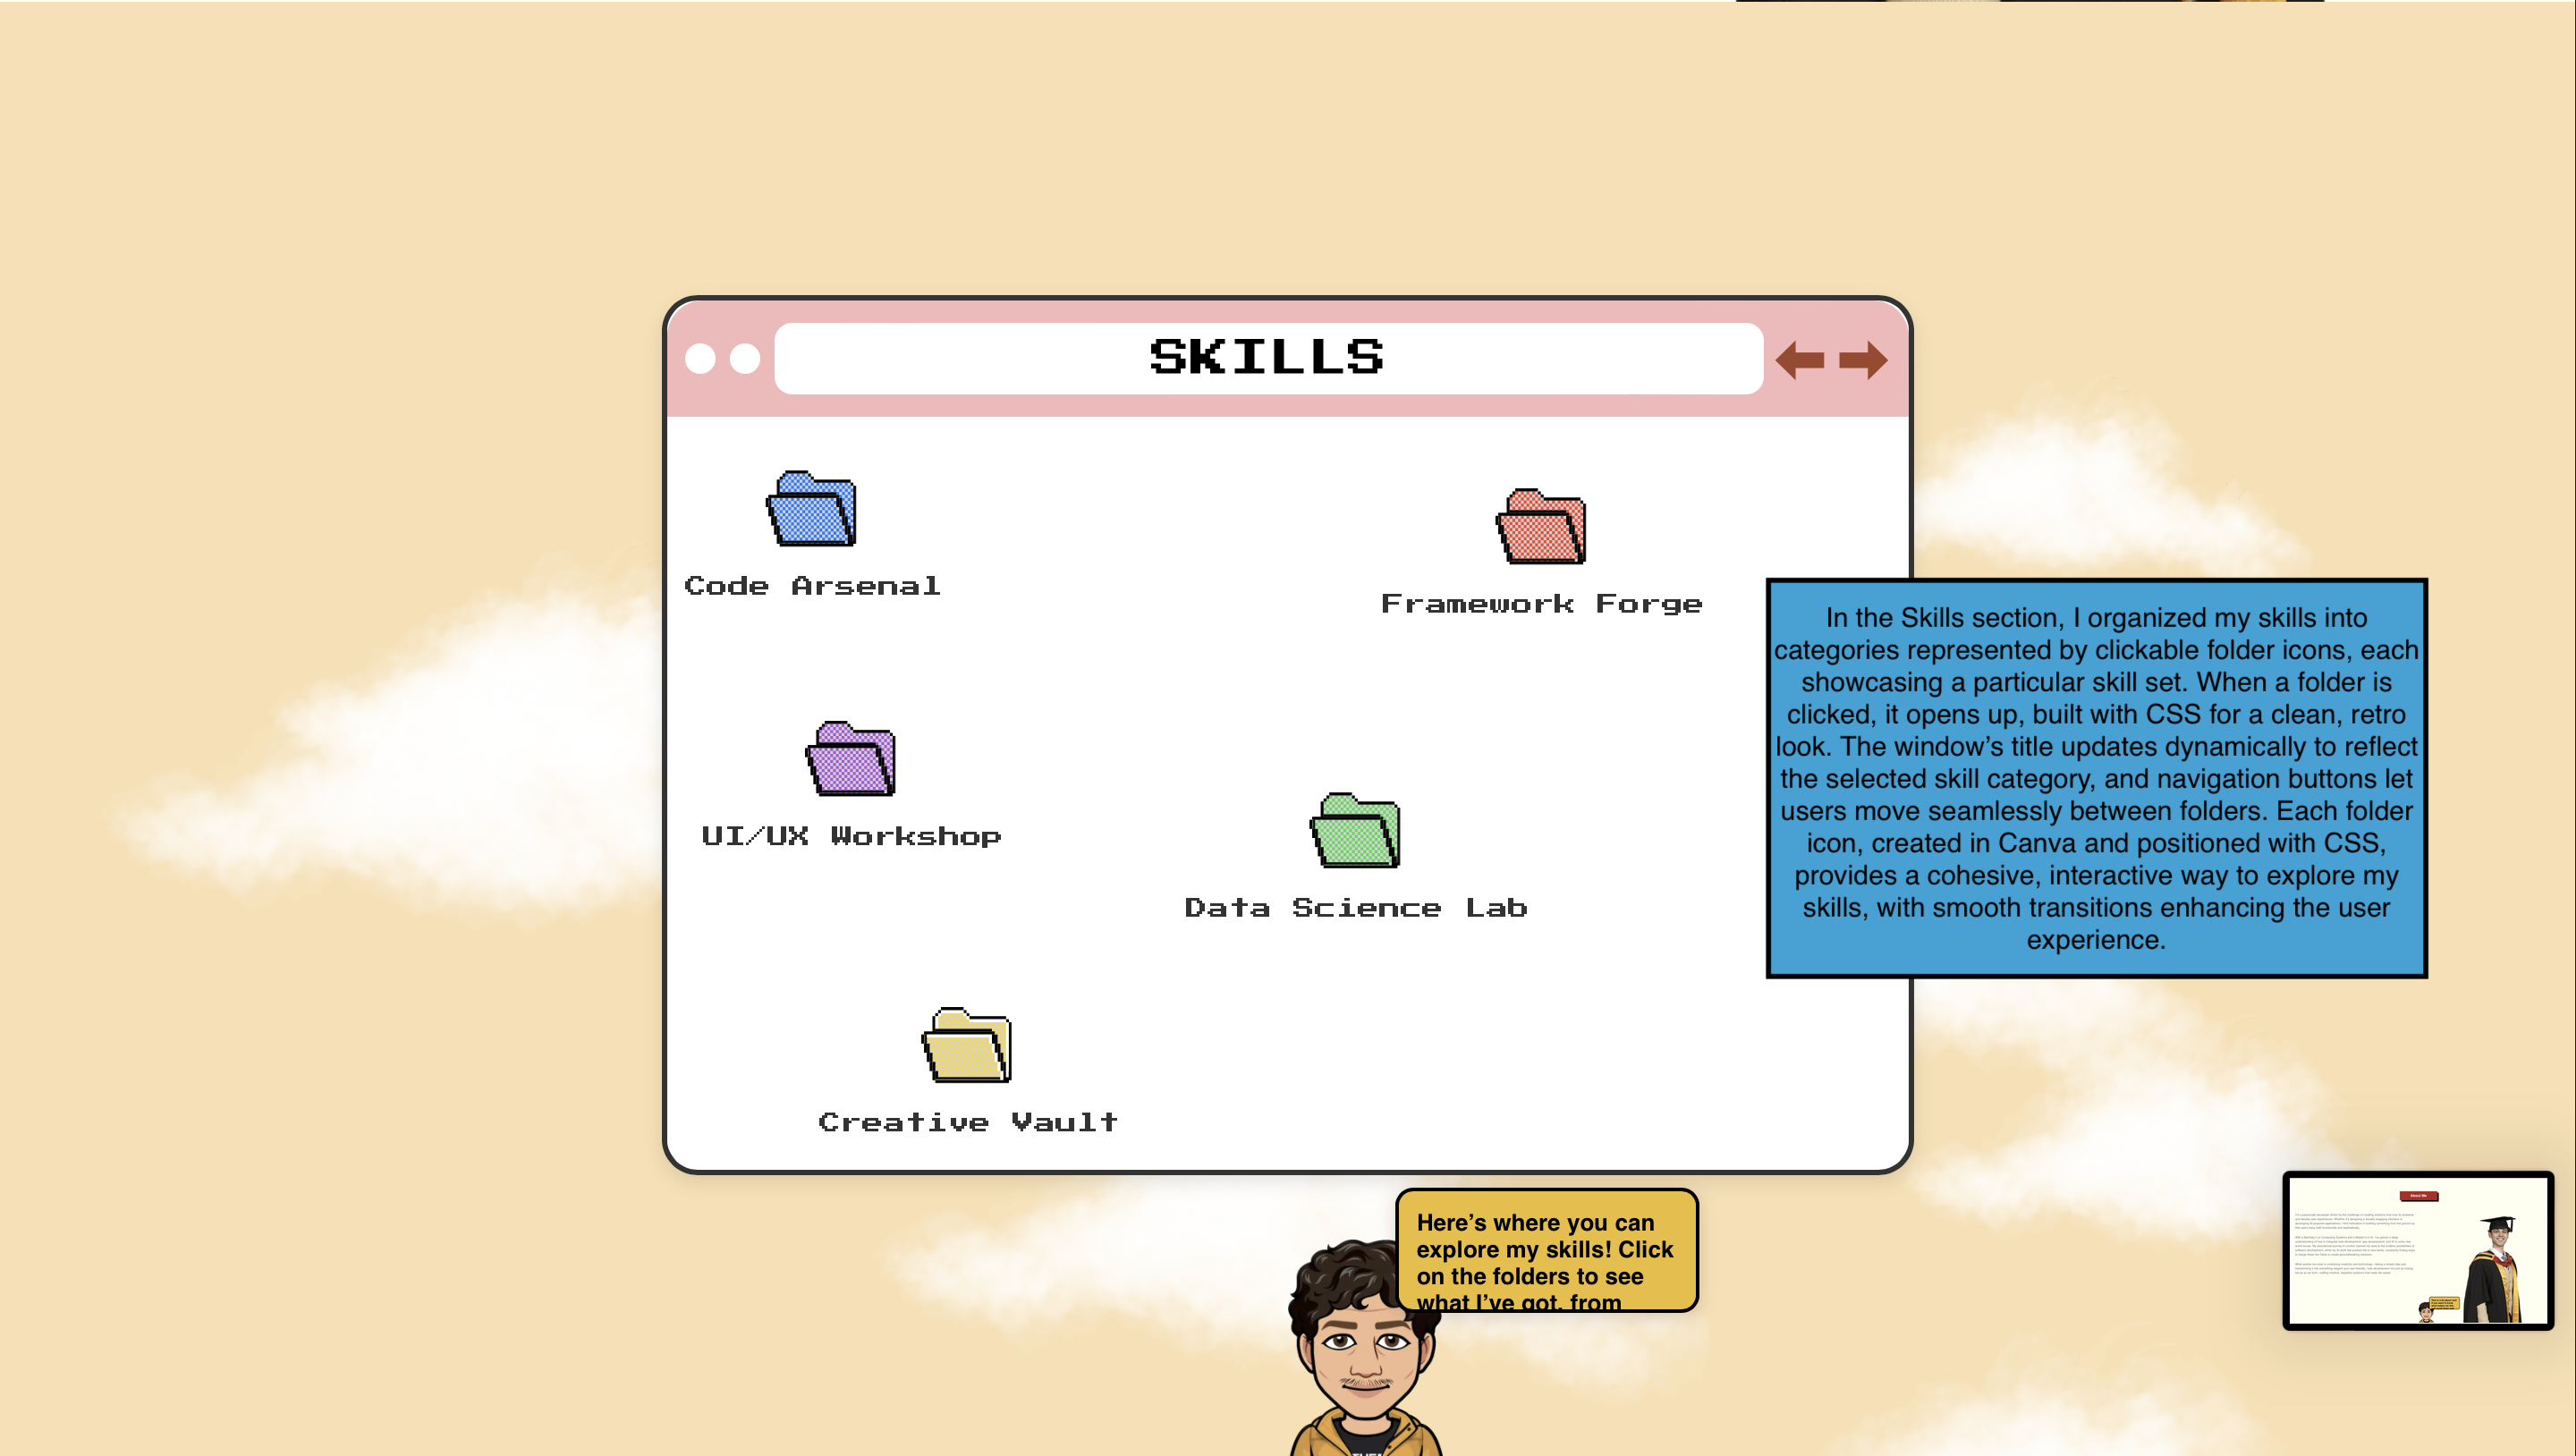 SKILLS
Code Arsenal
Framework Forge
UI/UX Workshop
Data Science Lab
Creative Vault
In the Skills section, I organized my skills into
categories represented by clickable folder icons, each
showcasing a particular skill set. When a folder is
clicked, it opens up, built with CSS for a clean, retro
look. The window’s title updates dynamically to reflect
the selected skill category, and navigation buttons let
users move seamlessly between folders. Each folder
icon, created in Canva and positioned with CSS,
provides a cohesive, interactive way to explore my
skills, with smooth transitions enhancing the user
experience.
Here’s where you can
explore my skills! Click
on the folders to see
what I’ve got, from
About Me